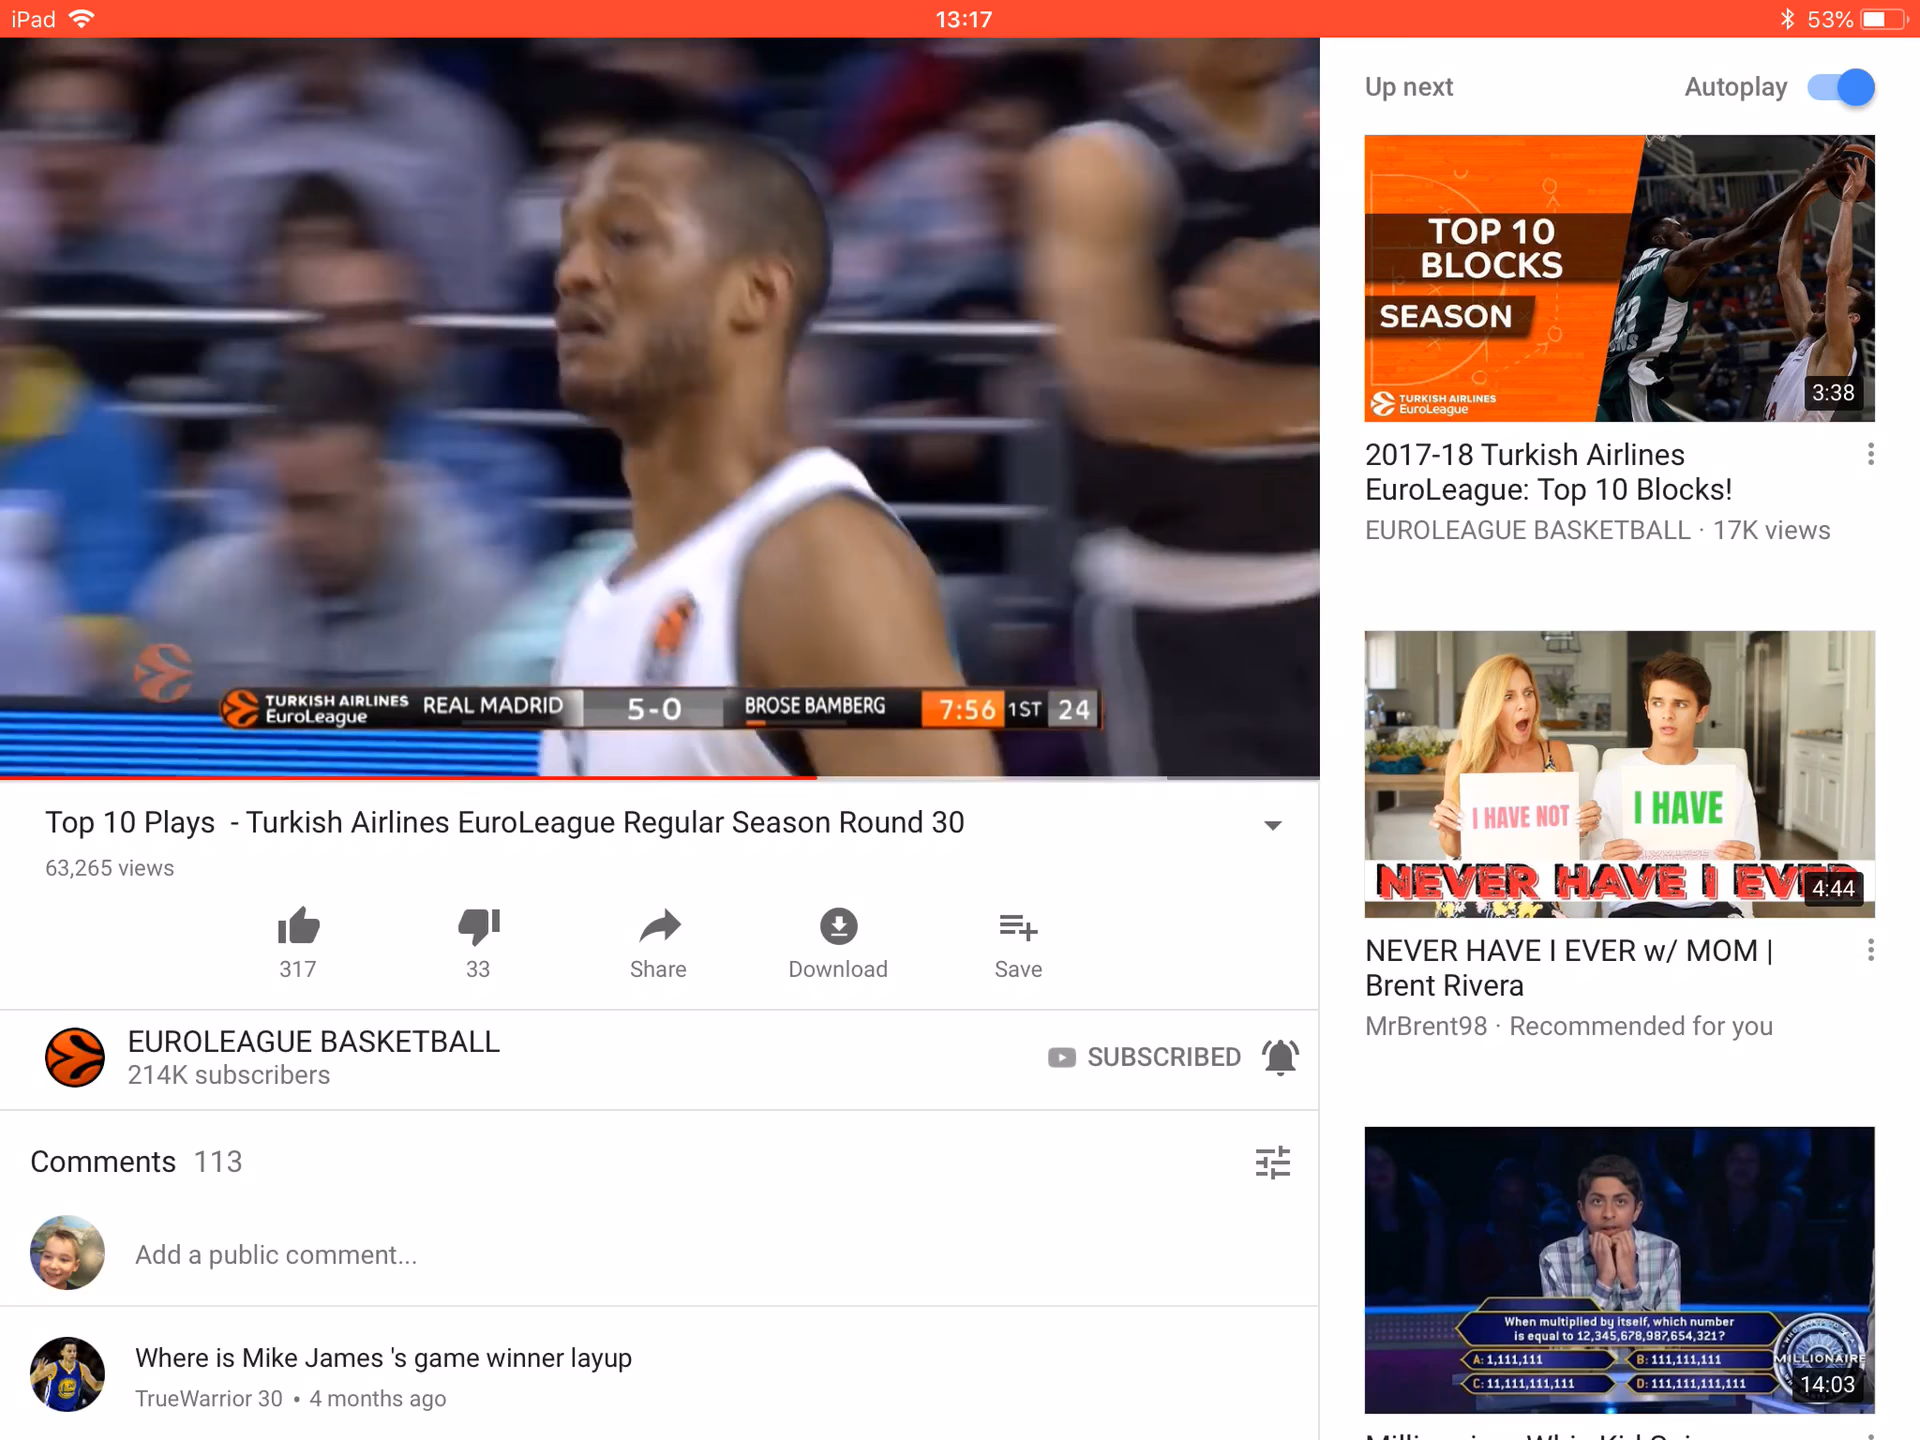 iPad
13:17
53%
TURKISH AIRLINES
EuroLeague
REAL MADRID
5-0
BROSE BAMBERG
7:56
1ST
24
Top 10 Plays - Turkish Airlines EuroLeague Regular Season Round 30
63,265 views
317
33
Share
Download
Save
EUROLEAGUE BASKETBALL
214K subscribers
SUBSCRIBED
Comments 113
Add a public comment...
Where is Mike James 's game winner layup
TrueWarrior 30 • 4 months ago
Up next
Autoplay
TOP 10
BLOCKS
SEASON
TURKISH AIRLINES
EuroLeague
3:38
2017-18 Turkish Airlines
EuroLeague: Top 10 Blocks!
EUROLEAGUE BASKETBALL · 17K views
I HAVE NOT
I HAVE
NEVER HAVE I EVER
4:44
NEVER HAVE I EVER w/ MOM |
Brent Rivera
MrBrent98 · Recommended for you
When multiplied by itself, which number
is equal to 12,345,678,987,654,321?
A: 1,111,111
B: 111,111,111
C: 11,111,111,111
D: 111,111,111,111
MILLIONAIRE
14:03